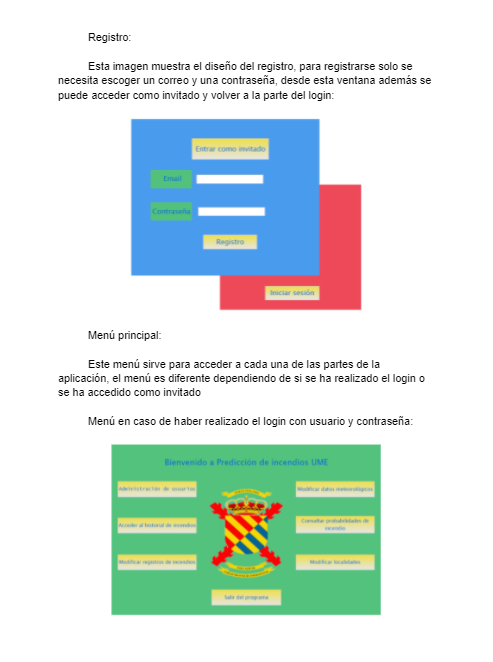 Registro:
Esta imagen muestra el diseño del registro, para registrarse solo se
necesita escoger un correo y una contraseña, desde esta ventana además se
puede acceder como invitado y volver a la parte del login:
Entrar como invitado
Email
Contraseña
Registro
Iniciar sesión
Menú principal:
Este menú sirve para acceder a cada una de las partes de la
aplicación, el menú es diferente dependiendo de si se ha realizado el login o
se ha accedido como invitado
Menú en caso de haber realizado el login con usuario y contraseña:
Bienvenido a Predicción de incendios UME
Administración de usuarios
Modificar datos meteorológicos
Acceder al historial de incendios
Consultar probabilidades de
incendio
Modificar registros de incendios
Modificar localidades
Salir del programa